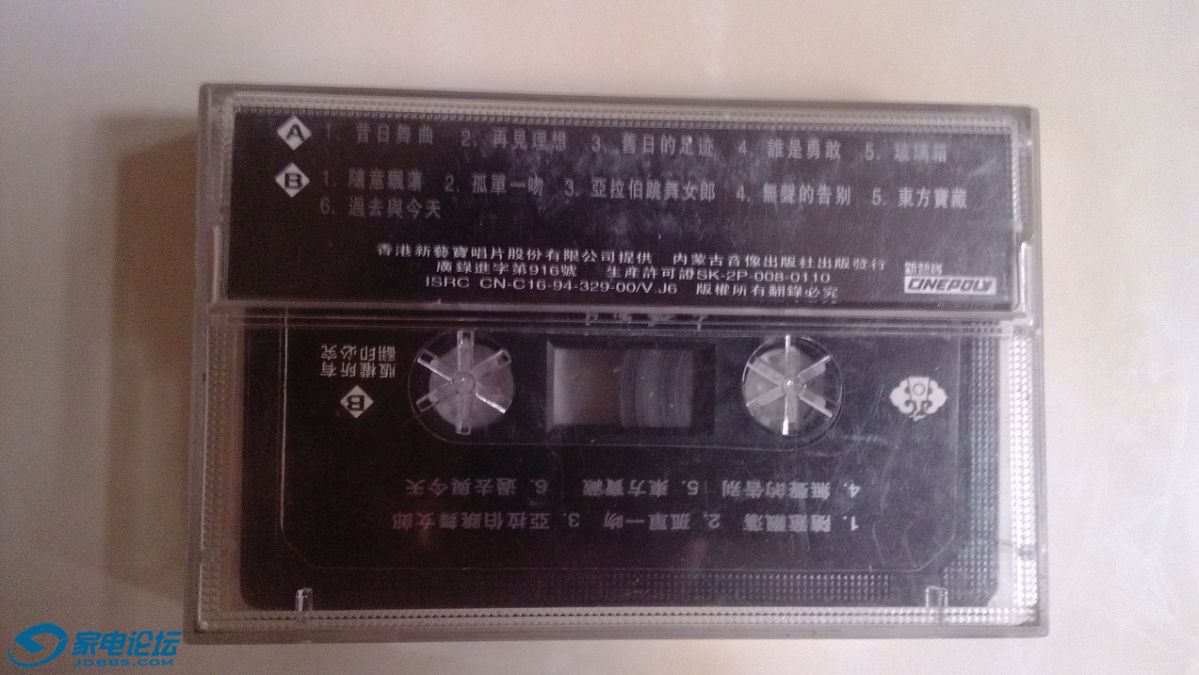 A 1. 昔日舞曲 2. 再見理想 3. 舊日的足迹 4. 誰是勇敢 5. 玻璃箱
B 1. 隨意飄蕩 2. 孤單一吻 3. 亞拉伯跳舞女郎 4. 無聲的告别 5. 東方寶藏
6. 過去與今天
香港新藝寶唱片股份有限公司提供 内蒙古音像出版社出版發行
廣錄進字第916號 生産許可證SK-2P-008-0110
ISRC CN-C16-94-329-00/V.J6 版權所有翻錄必究
新藝寶
CINEPOLY
版權所有
翻印必究
B
1. 隨意飄蕩 2. 孤單一吻 3. 亞拉伯跳舞女郎
4. 無聲的告别 5. 東方寶藏 6. 過去與今天
家电论坛
JDBBS.COM